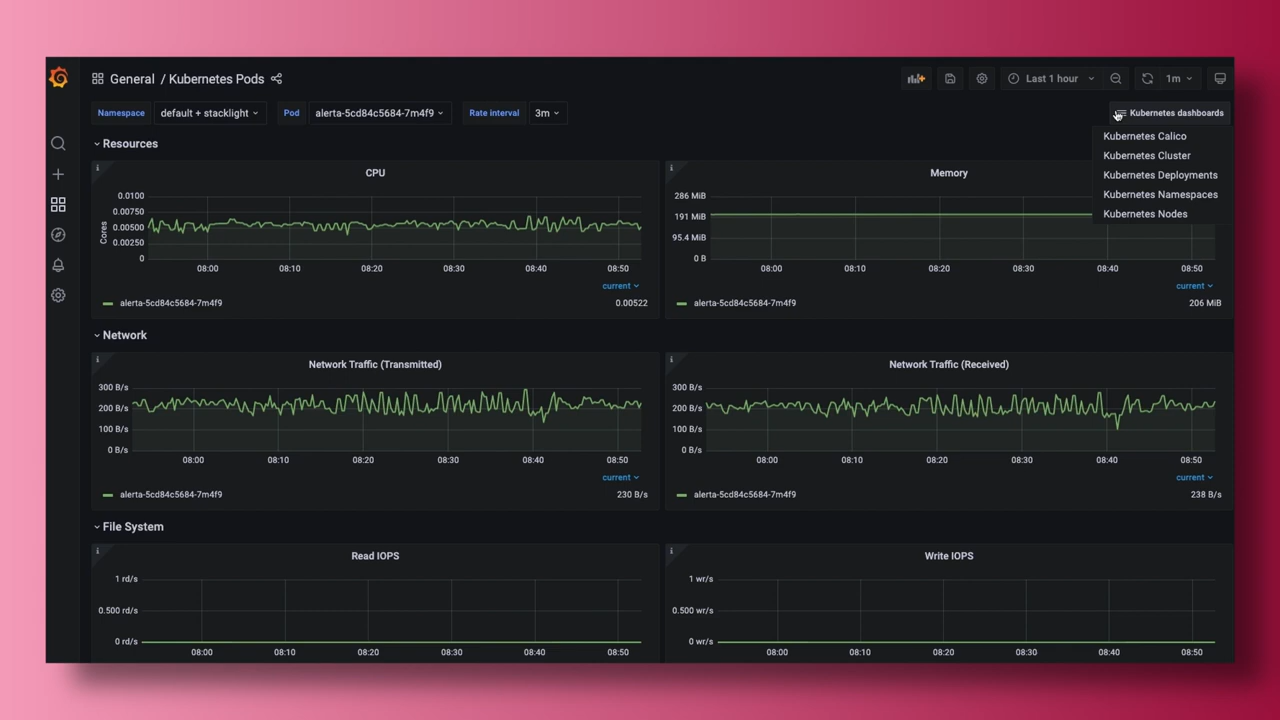 General / Kubernetes Pods
Last 1 hour
1m
Namespace default + stacklight Pod alerta-5cd84c5684-7m4f9 Rate interval 3m
Kubernetes dashboards
Kubernetes Calico
Kubernetes Cluster
Kubernetes Deployments
Kubernetes Namespaces
Kubernetes Nodes
Resources
CPU
Cores
0.0100
0.00750
0.00500
0.00250
0
08:00 08:10 08:20 08:30 08:40 08:50
current
alerta-5cd84c5684-7m4f9 0.00522
Memory
286 MiB
191 MiB
95.4 MiB
0 B
08:00 08:10 08:20 08:30 08:40 08:50
current
alerta-5cd84c5684-7m4f9 206 MiB
Network
Network Traffic (Transmitted)
300 B/s
200 B/s
100 B/s
0 B/s
08:00 08:10 08:20 08:30 08:40 08:50
current
alerta-5cd84c5684-7m4f9 230 B/s
Network Traffic (Received)
300 B/s
200 B/s
100 B/s
0 B/s
08:00 08:10 08:20 08:30 08:40 08:50
current
alerta-5cd84c5684-7m4f9 238 B/s
File System
Read IOPS
1 rd/s
0.500 rd/s
0 rd/s
08:00 08:10 08:20 08:30 08:40 08:50
Write IOPS
1 wr/s
0.500 wr/s
0 wr/s
08:00 08:10 08:20 08:30 08:40 08:50